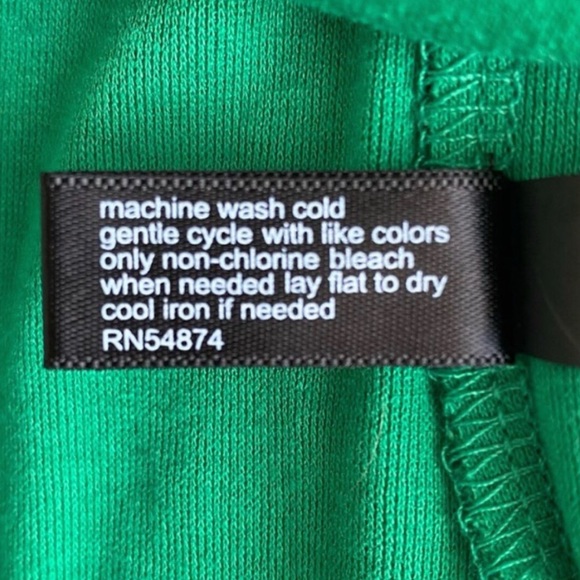 machine wash cold
gentle cycle with like colors
only non-chlorine bleach
when needed lay flat to dry
cool iron if needed
RN54874